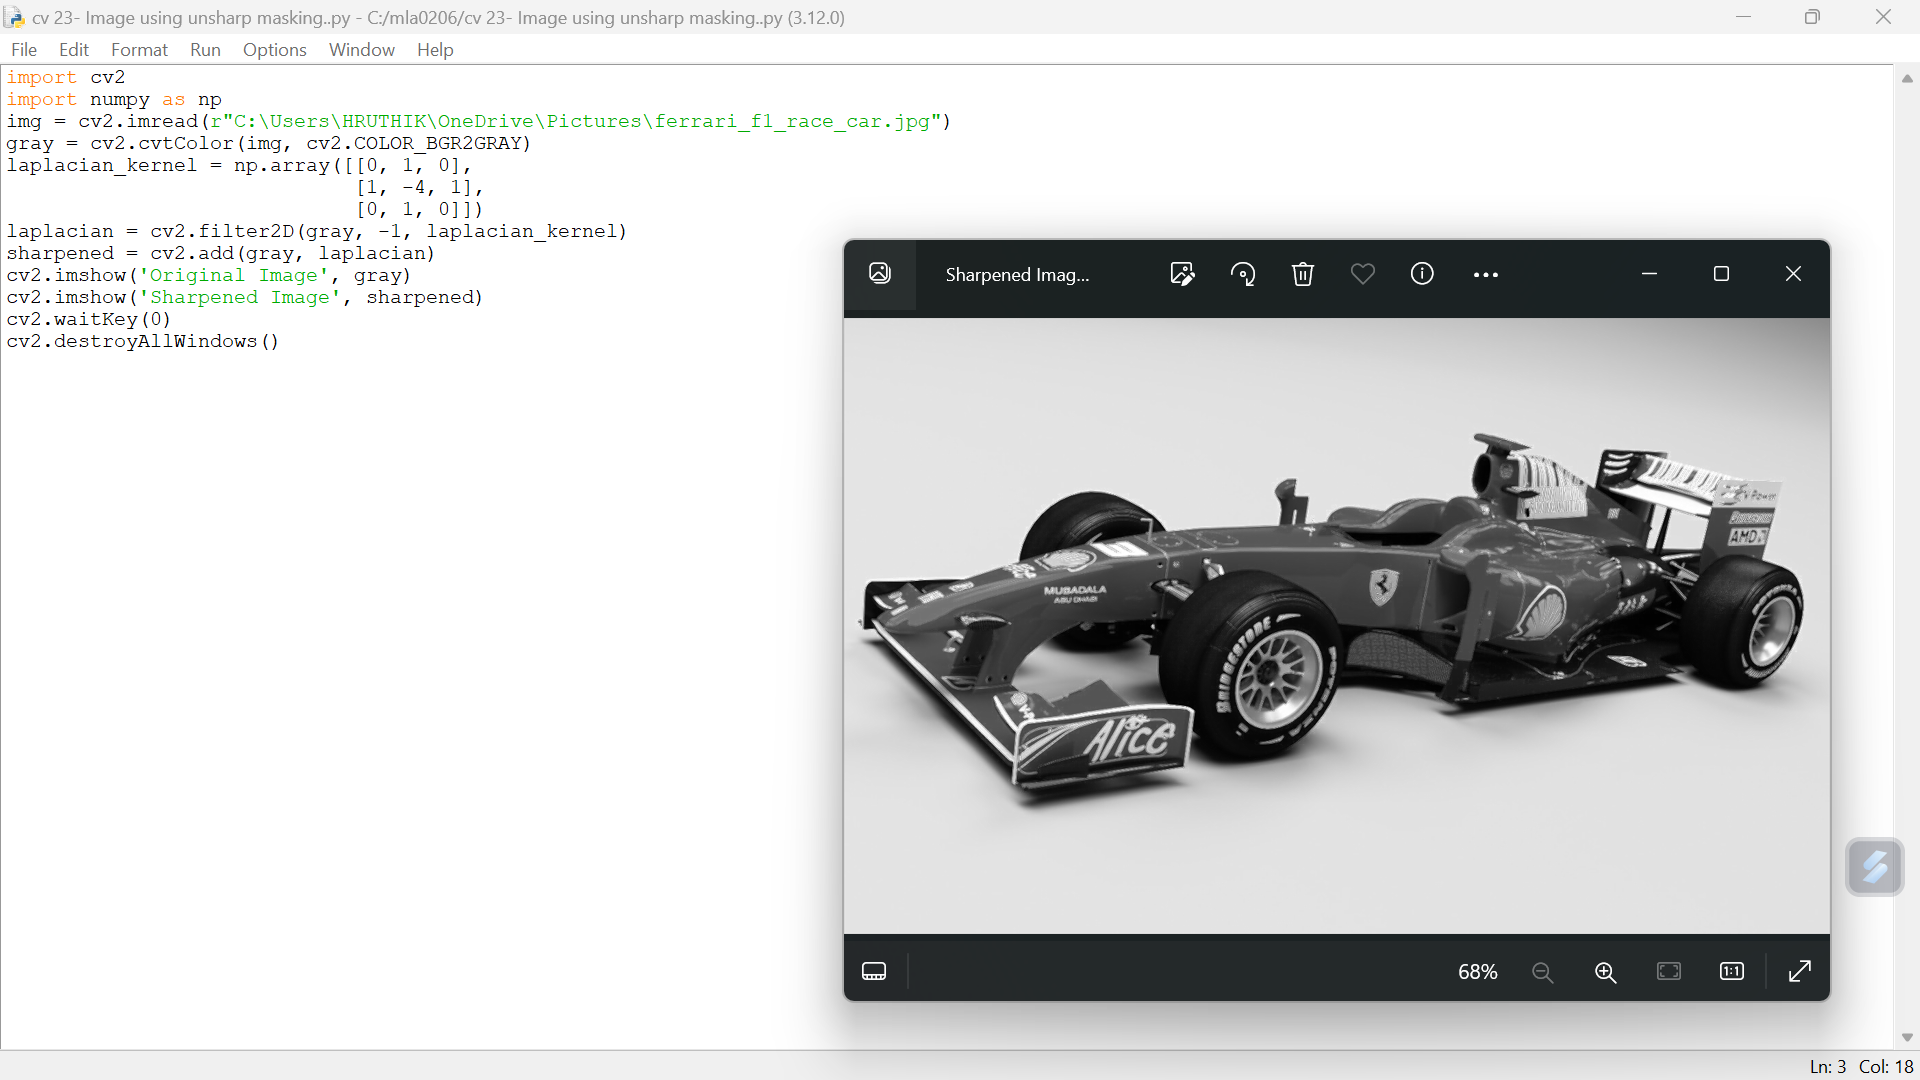 cv 23- Image using unsharp masking..py - C:/mla0206/cv 23- Image using unsharp masking..py (3.12.0)
File Edit Format Run Options Window Help
import cv2
import numpy as np
img = cv2.imread(r"C:\Users\HRUTHIK\OneDrive\Pictures\ferrari_f1_race_car.jpg")
gray = cv2.cvtColor(img, cv2.COLOR_BGR2GRAY)
laplacian_kernel = np.array([[0, 1, 0],
[1, -4, 1],
[0, 1, 0]])
laplacian = cv2.filter2D(gray, -1, laplacian_kernel)
sharpened = cv2.add(gray, laplacian)
cv2.imshow('Original Image', gray)
cv2.imshow('Sharpened Image', sharpened)
cv2.waitKey(0)
cv2.destroyAllWindows()
Sharpened Imag...
V Power
AMD
MUBADALA
ABU DHABI
BRIDGESTONE
POTENZA
Alice
68%
1:1
Ln: 3 Col: 18